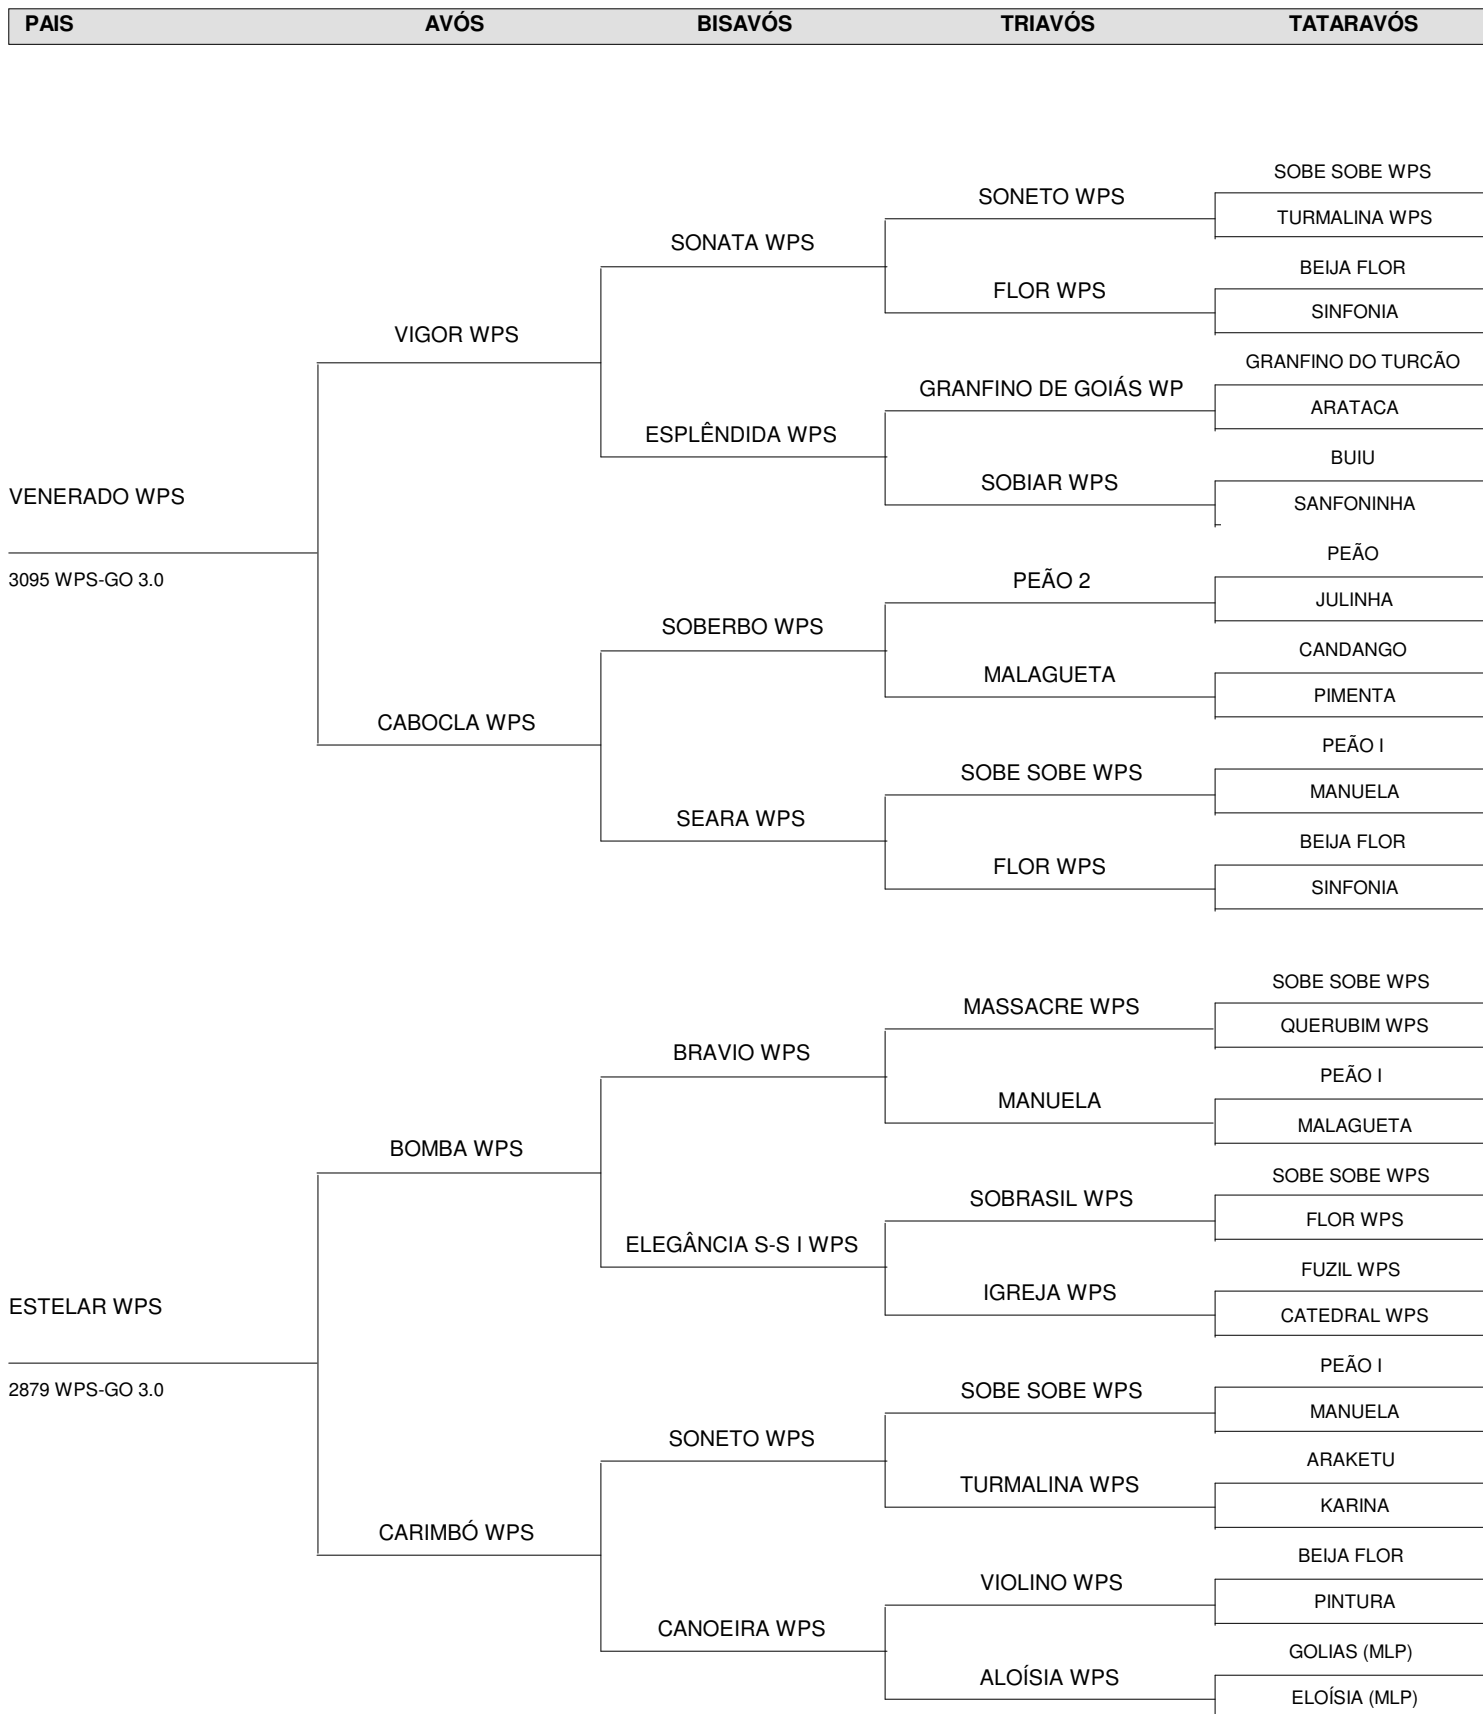 PAIS AVÓS BISAVÓS TRIAVÓS TATARAVÓS
SOBE SOBE WPS
SONETO WPS
TURMALINA WPS
SONATA WPS
BEIJA FLOR
FLOR WPS
SINFONIA
VIGOR WPS
GRANFINO DO TURCÃO
GRANFINO DE GOIÁS WP
ARATACA
ESPLÊNDIDA WPS
BUIU
SOBIAR WPS
VENERADO WPS
SANFONINHA
PEÃO
3095 WPS-GO 3.0
PEÃO 2
JULINHA
SOBERBO WPS
CANDANGO
MALAGUETA
PIMENTA
CABOCLA WPS
PEÃO I
SOBE SOBE WPS
MANUELA
SEARA WPS
BEIJA FLOR
FLOR WPS
SINFONIA
SOBE SOBE WPS
MASSACRE WPS
QUERUBIM WPS
BRAVIO WPS
PEÃO I
MANUELA
MALAGUETA
BOMBA WPS
SOBE SOBE WPS
SOBRASIL WPS
FLOR WPS
ELEGÂNCIA S-S I WPS
FUZIL WPS
IGREJA WPS
ESTELAR WPS
CATEDRAL WPS
PEÃO I
2879 WPS-GO 3.0
SOBE SOBE WPS
MANUELA
SONETO WPS
ARAKETU
TURMALINA WPS
KARINA
CARIMBÓ WPS
BEIJA FLOR
VIOLINO WPS
PINTURA
CANOEIRA WPS
GOLIAS (MLP)
ALOÍSIA WPS
ELOÍSIA (MLP)